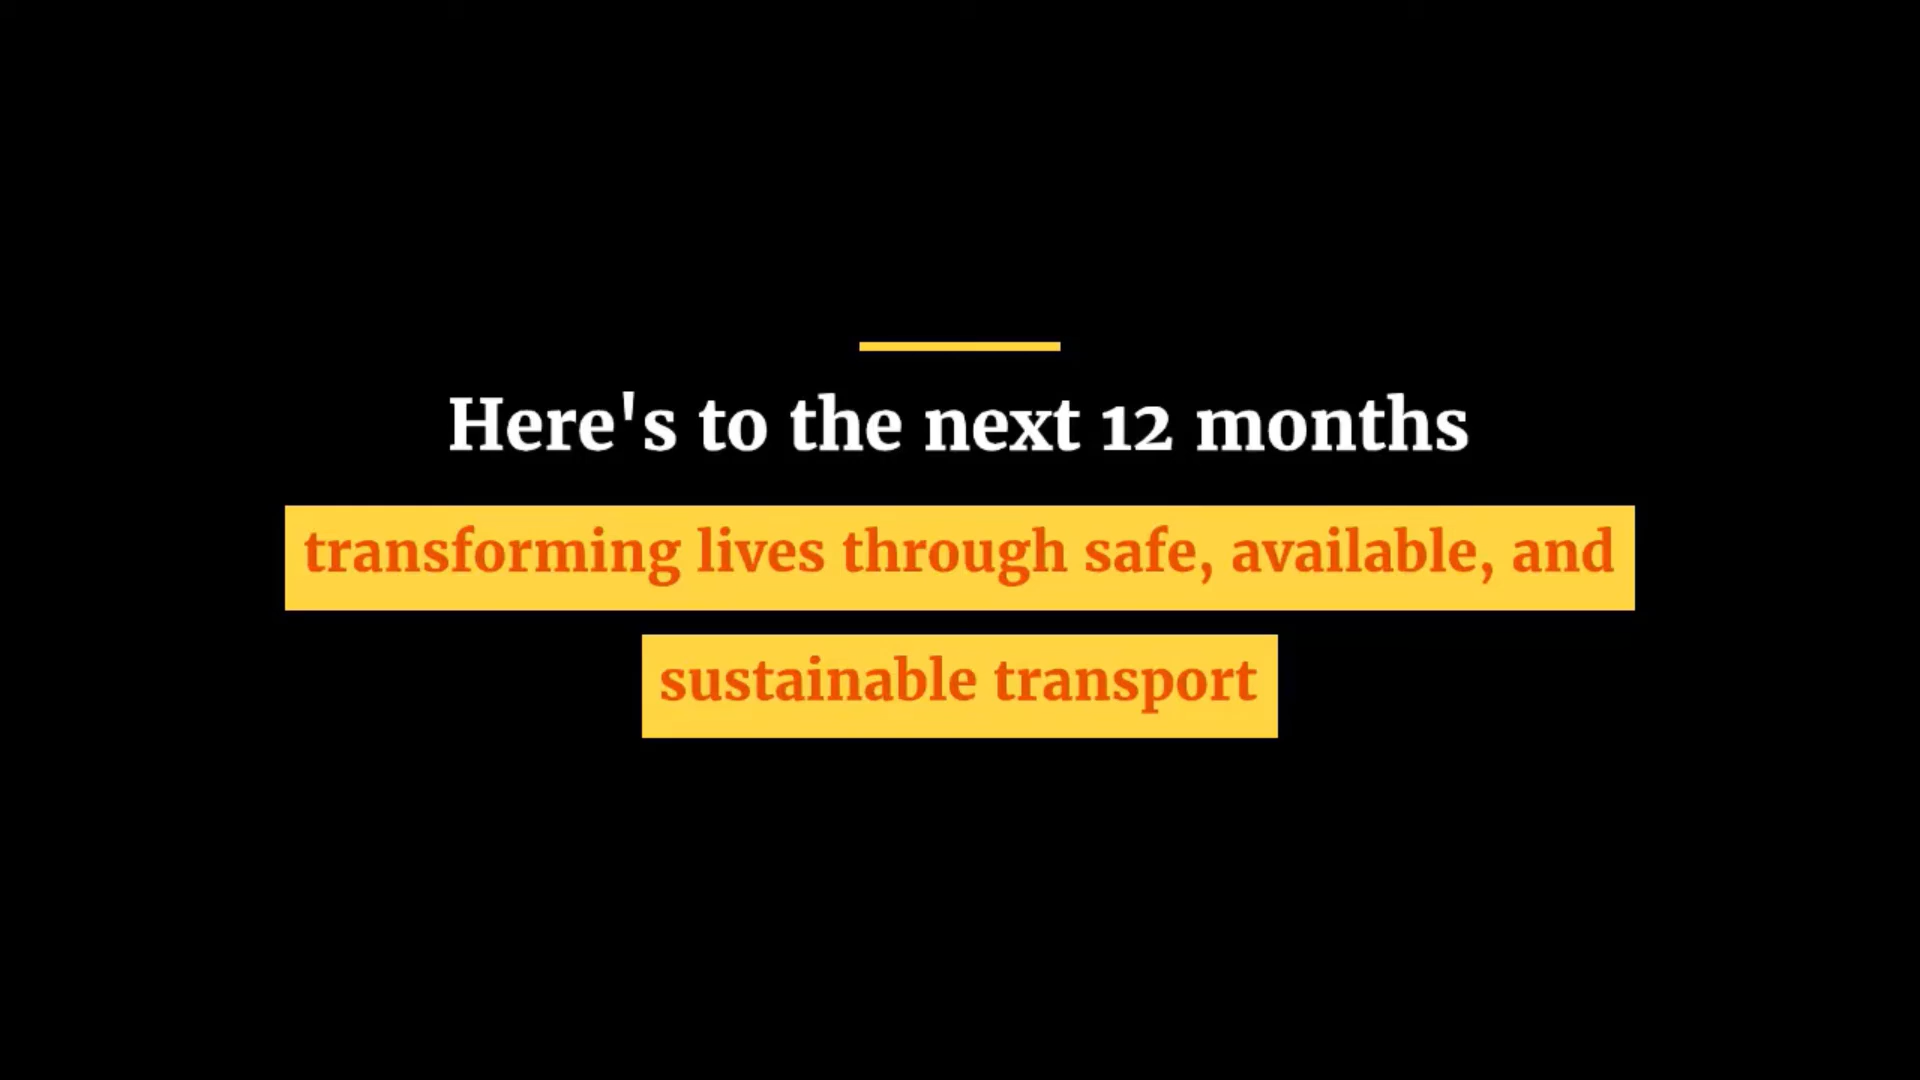 Here's to the next 12 months
transforming lives through safe, available, and
sustainable transport